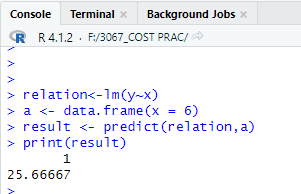 Console Terminal × Background Jobs ×
R 4.1.2 · F:/3067_COST PRAC/
>
>
>
> relation<-lm(y~x)
> a <- data.frame(x = 6)
> result <- predict(relation,a)
> print(result)
1
25.66667
>